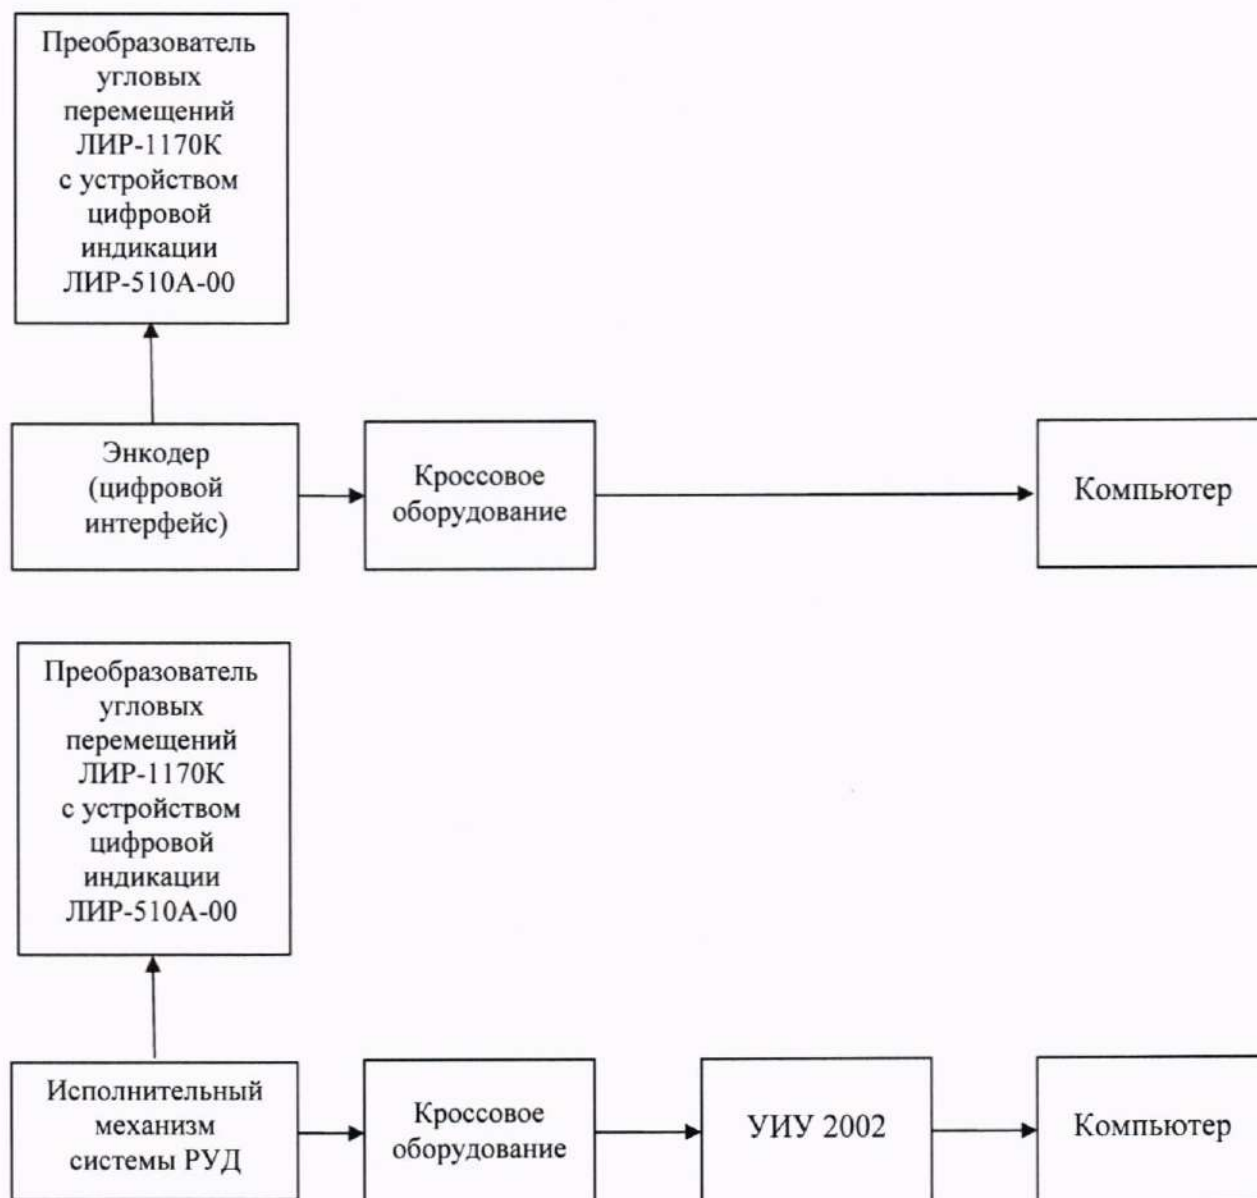 Преобразователь
угловых
перемещений
ЛИР-1170К
с устройством
цифровой
индикации
ЛИР-510А-00
Энкодер
(цифровой
интерфейс)
Кроссовое
оборудование
Компьютер
Преобразователь
угловых
перемещений
ЛИР-1170К
с устройством
цифровой
индикации
ЛИР-510А-00
Исполнительный
механизм
системы РУД
Кроссовое
оборудование
УИУ 2002
Компьютер